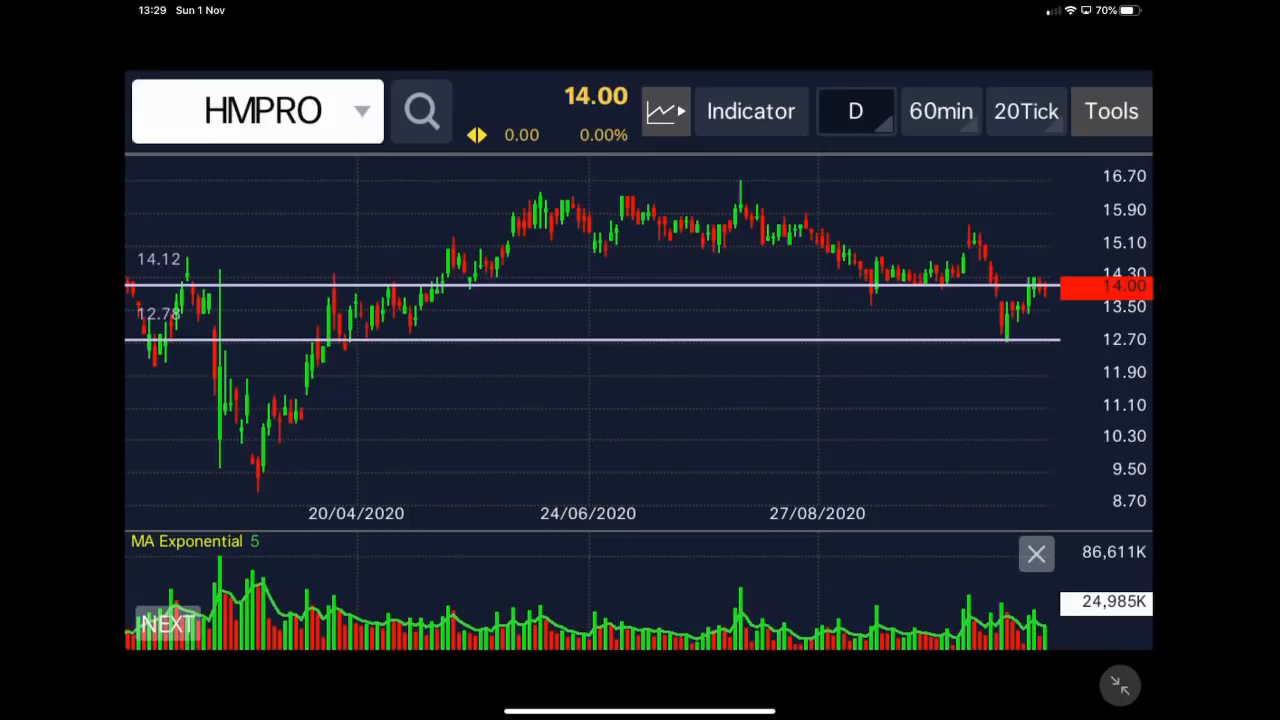 13:29 Sun 1 Nov
70%
HMPRO
14.00
0.00 0.00%
Indicator
D
60min
20Tick
Tools
16.70
15.90
15.10
14.30
14.00
13.50
12.70
11.90
11.10
10.30
9.50
8.70
14.12
12.78
20/04/2020 24/06/2020 27/08/2020
MA Exponential 5
86,611K
24,985K
NEXT